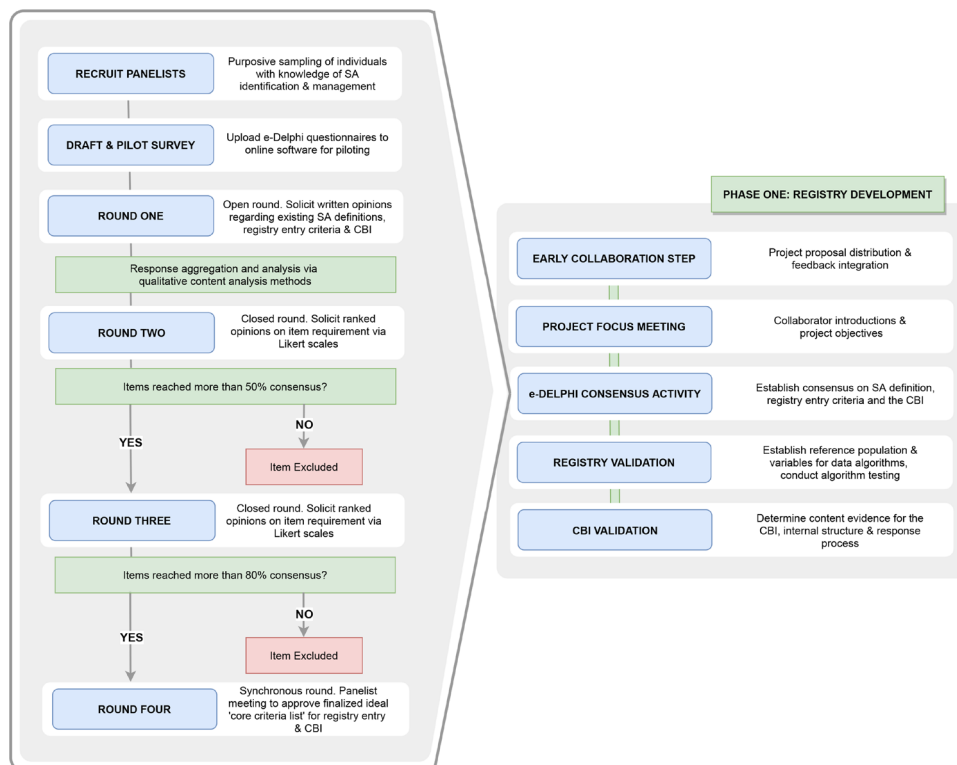 RECRUIT PANELISTS
Purposive sampling of individuals
with knowledge of SA
identification & management
DRAFT & PILOT SURVEY
Upload e-Delphi questionnaires to
online software for piloting
ROUND ONE
Open round. Solicit written opinions
regarding existing SA definitions,
registry entry criteria & CBI
Response aggregation and analysis via
qualitative content analysis methods
ROUND TWO
Closed round. Solicit ranked
opinions on item requirement via
Likert scales
Items reached more than 50% consensus?
YES
NO
Item Excluded
ROUND THREE
Closed round. Solicit ranked
opinions on item requirement via
Likert scales
Items reached more than 80% consensus?
YES
NO
Item Excluded
ROUND FOUR
Synchronous round. Panelist
meeting to approve finalized ideal
'core criteria list' for registry entry
& CBI
PHASE ONE: REGISTRY DEVELOPMENT
EARLY COLLABORATION STEP
Project proposal distribution &
feedback integration
PROJECT FOCUS MEETING
Collaborator introductions &
project objectives
e-DELPHI CONSENSUS ACTIVITY
Establish consensus on SA definition,
registry entry criteria and the CBI
REGISTRY VALIDATION
Establish reference population &
variables for data algorithms,
conduct algorithm testing
CBI VALIDATION
Determine content evidence for the
CBI, internal structure & response
process